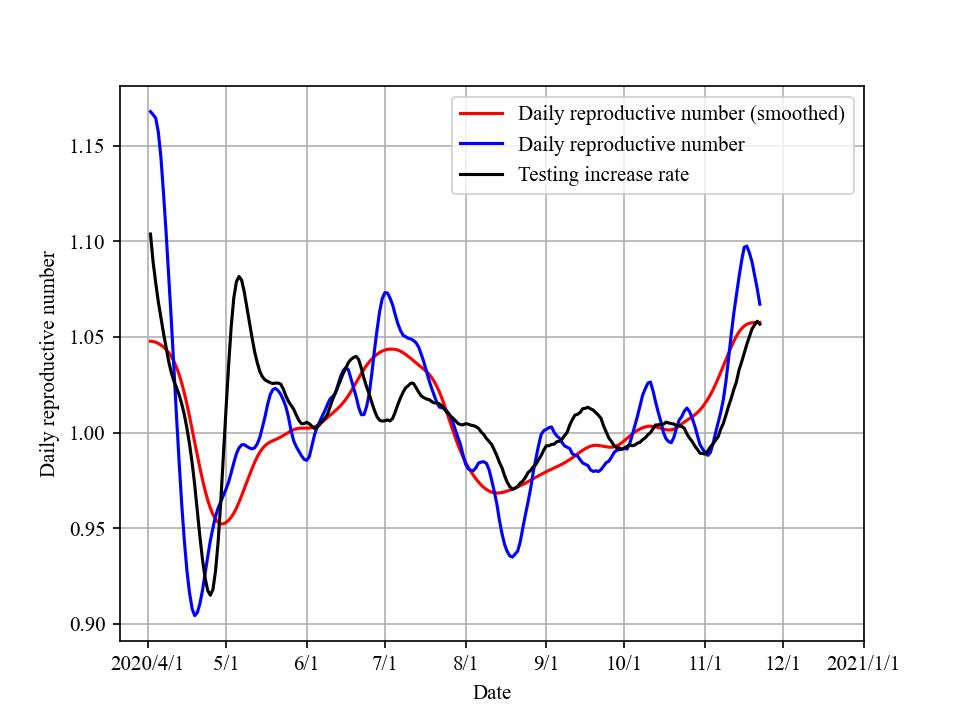 Daily reproductive number (smoothed)
Daily reproductive number
Testing increase rate
1.15
1.10
1.05
1.00
0.95
0.90
Daily reproductive number
2020/4/1 5/1 6/1 7/1 8/1 9/1 10/1 11/1 12/1 2021/1/1
Date